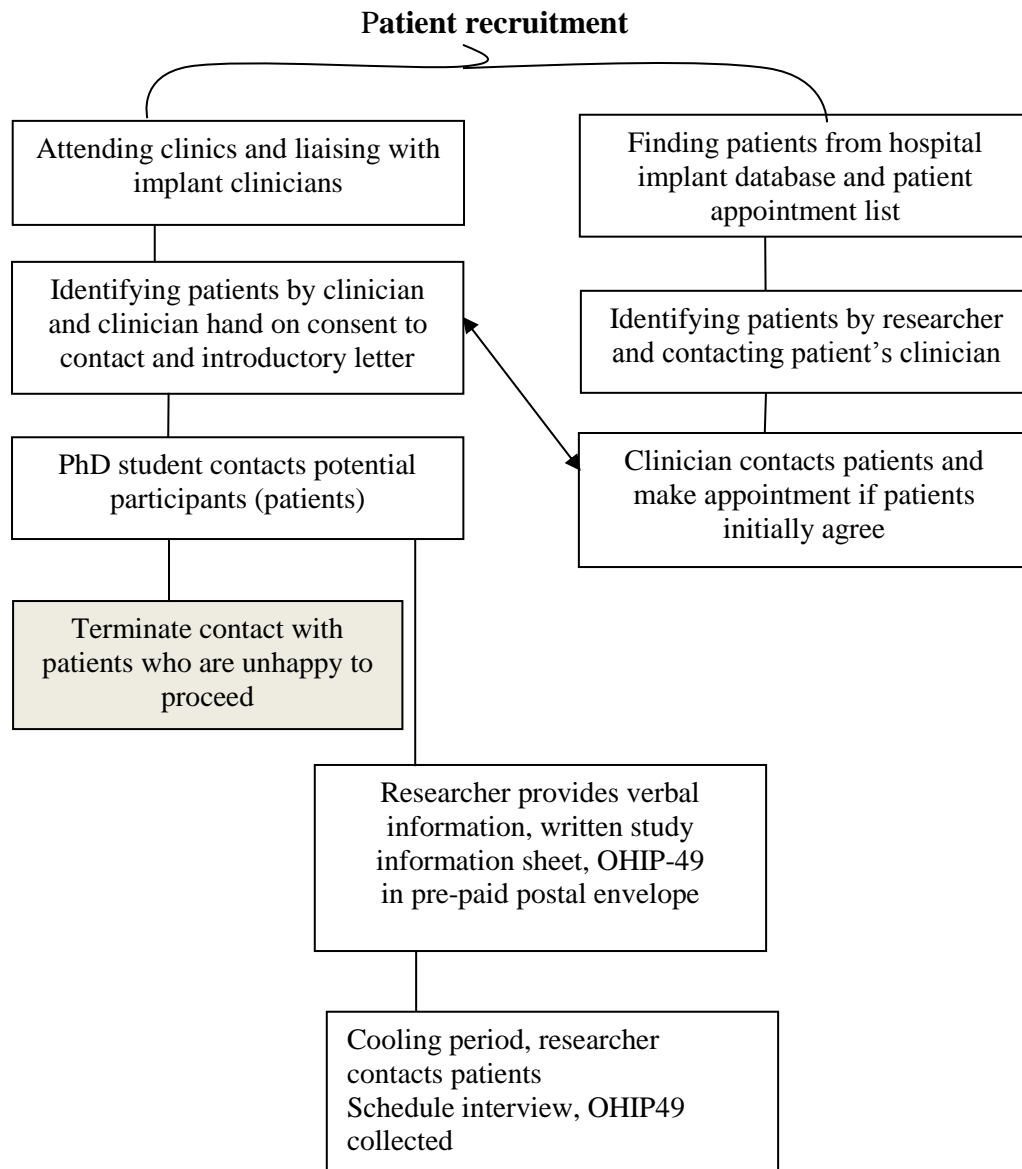 Patient recruitment
Attending clinics and liaising with
implant clinicians
Finding patients from hospital
implant database and patient
appointment list
Identifying patients by clinician
and clinician hand on consent to
contact and introductory letter
Identifying patients by researcher
and contacting patient's clinician
PhD student contacts potential
participants (patients)
Clinician contacts patients and
make appointment if patients
initially agree
Terminate contact with
patients who are unhappy to
proceed
Researcher provides verbal
information, written study
information sheet, OHIP-49
in pre-paid postal envelope
Cooling period, researcher
contacts patients
Schedule interview, OHIP49
collected